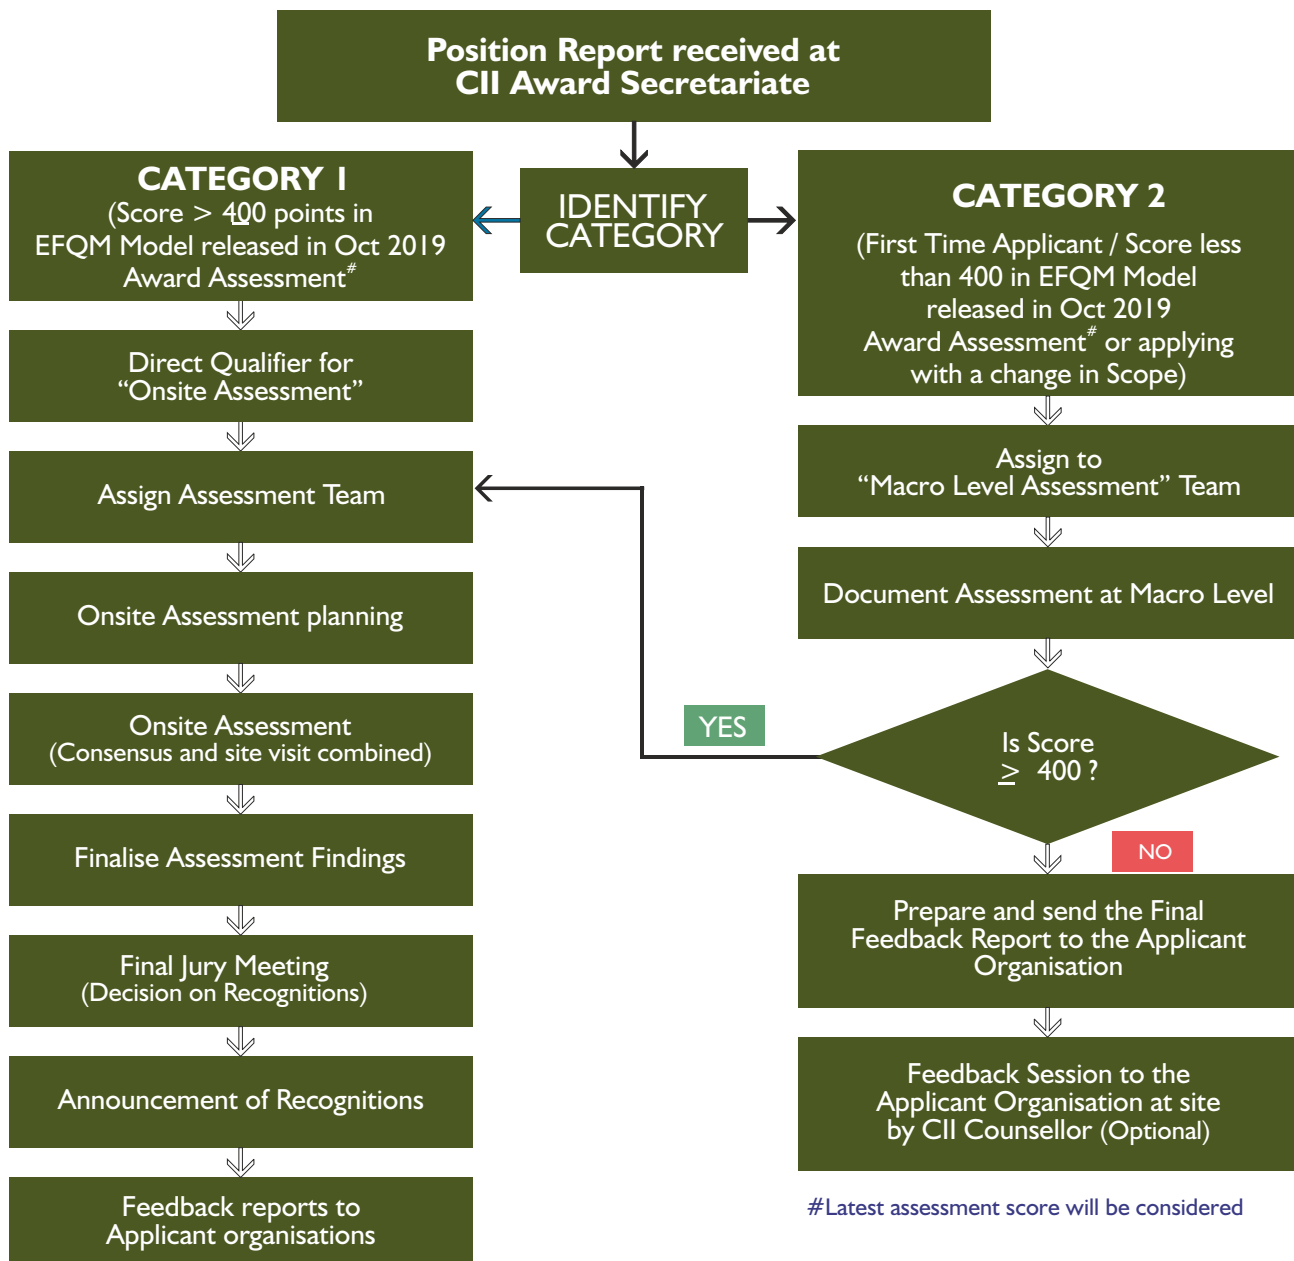 Position Report received at
CII Award Secretariate
IDENTIFY
CATEGORY
CATEGORY I
(Score > 400 points in
EFQM Model released in Oct 2019
Award Assessment#
Direct Qualifier for
“Onsite Assessment”
Assign Assessment Team
Onsite Assessment planning
Onsite Assessment
(Consensus and site visit combined)
Finalise Assessment Findings
Final Jury Meeting
(Decision on Recognitions)
Announcement of Recognitions
Feedback reports to
Applicant organisations
CATEGORY 2
(First Time Applicant / Score less
than 400 in EFQM Model
released in Oct 2019
Award Assessment# or applying
with a change in Scope)
Assign to
“Macro Level Assessment” Team
Document Assessment at Macro Level
Is Score
≥ 400 ?
YES
NO
Prepare and send the Final
Feedback Report to the Applicant
Organisation
Feedback Session to the
Applicant Organisation at site
by CII Counsellor (Optional)
#Latest assessment score will be considered